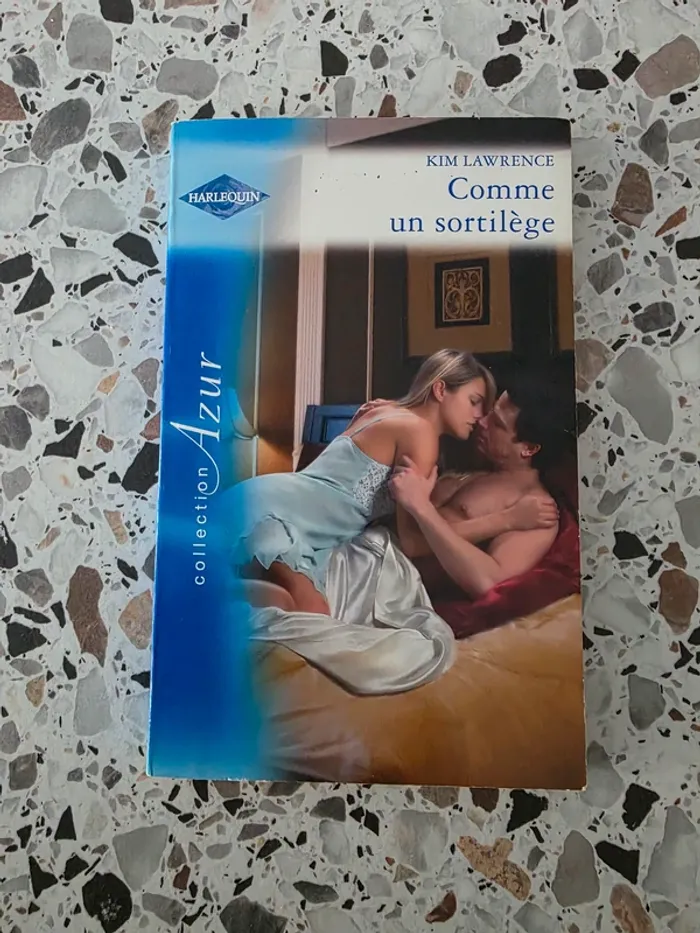 KIM LAWRENCE
Comme
un sortilège
HARLEQUIN
collection Azur